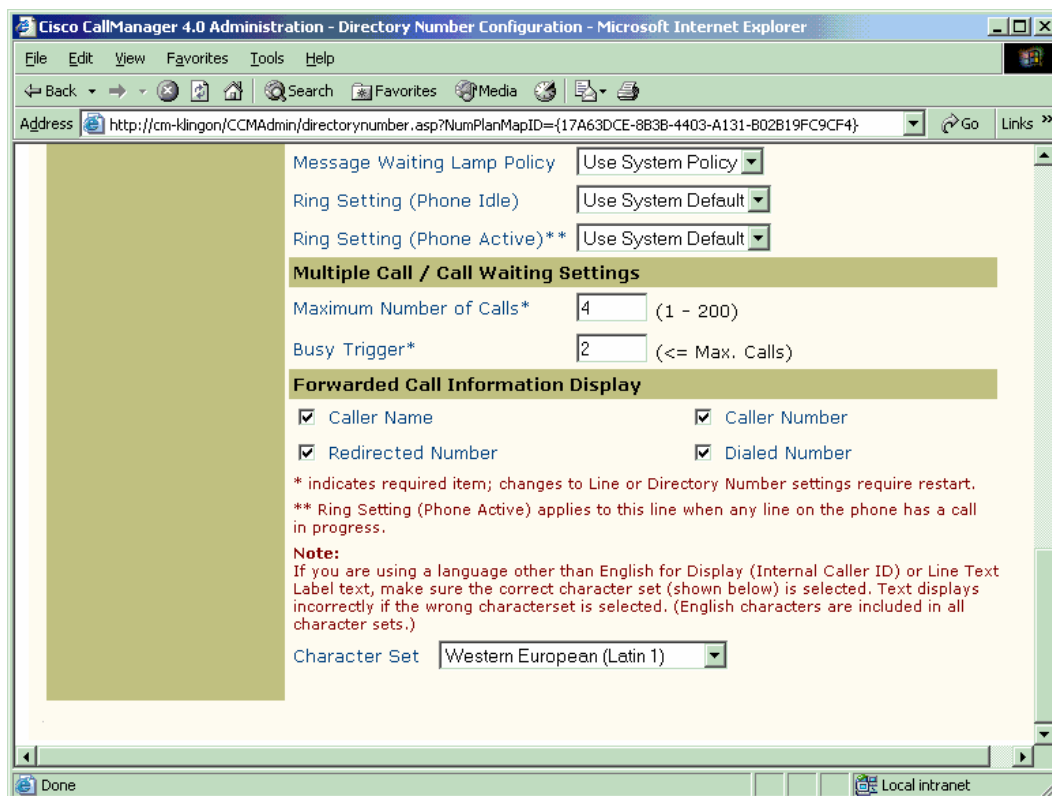 Cisco CallManager 4.0 Administration - Directory Number Configuration - Microsoft Internet Explorer
File Edit View Favorites Tools Help
Back Search Favorites Media
Address http://cm-klingon/CCMAdmin/directorynumber.asp?NumPlanMapID={17A63DCE-8B3B-4403-A131-B02B19FC9CF4} Go Links »
Message Waiting Lamp Policy Use System Policy
Ring Setting (Phone Idle) Use System Default
Ring Setting (Phone Active)** Use System Default
Multiple Call / Call Waiting Settings
Maximum Number of Calls* 4 (1 - 200)
Busy Trigger* 2 (<= Max. Calls)
Forwarded Call Information Display
Caller Name Caller Number
Redirected Number Dialed Number
* indicates required item; changes to Line or Directory Number settings require restart.
** Ring Setting (Phone Active) applies to this line when any line on the phone has a call
in progress.
Note:
If you are using a language other than English for Display (Internal Caller ID) or Line Text
Label text, make sure the correct character set (shown below) is selected. Text displays
incorrectly if the wrong characterset is selected. (English characters are included in all
character sets.)
Character Set Western European (Latin 1)
Done Local intranet